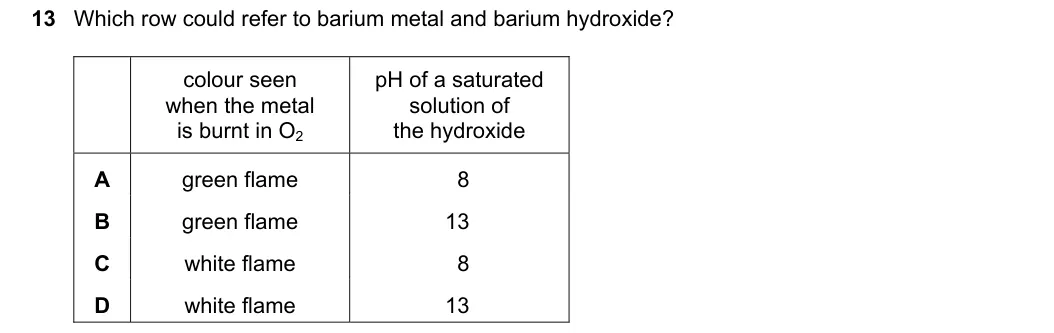 13 Which row could refer to barium metal and barium hydroxide?
colour seen
when the metal
is burnt in O₂
pH of a saturated
solution of
the hydroxide
A green flame 8
B green flame 13
C white flame 8
D white flame 13